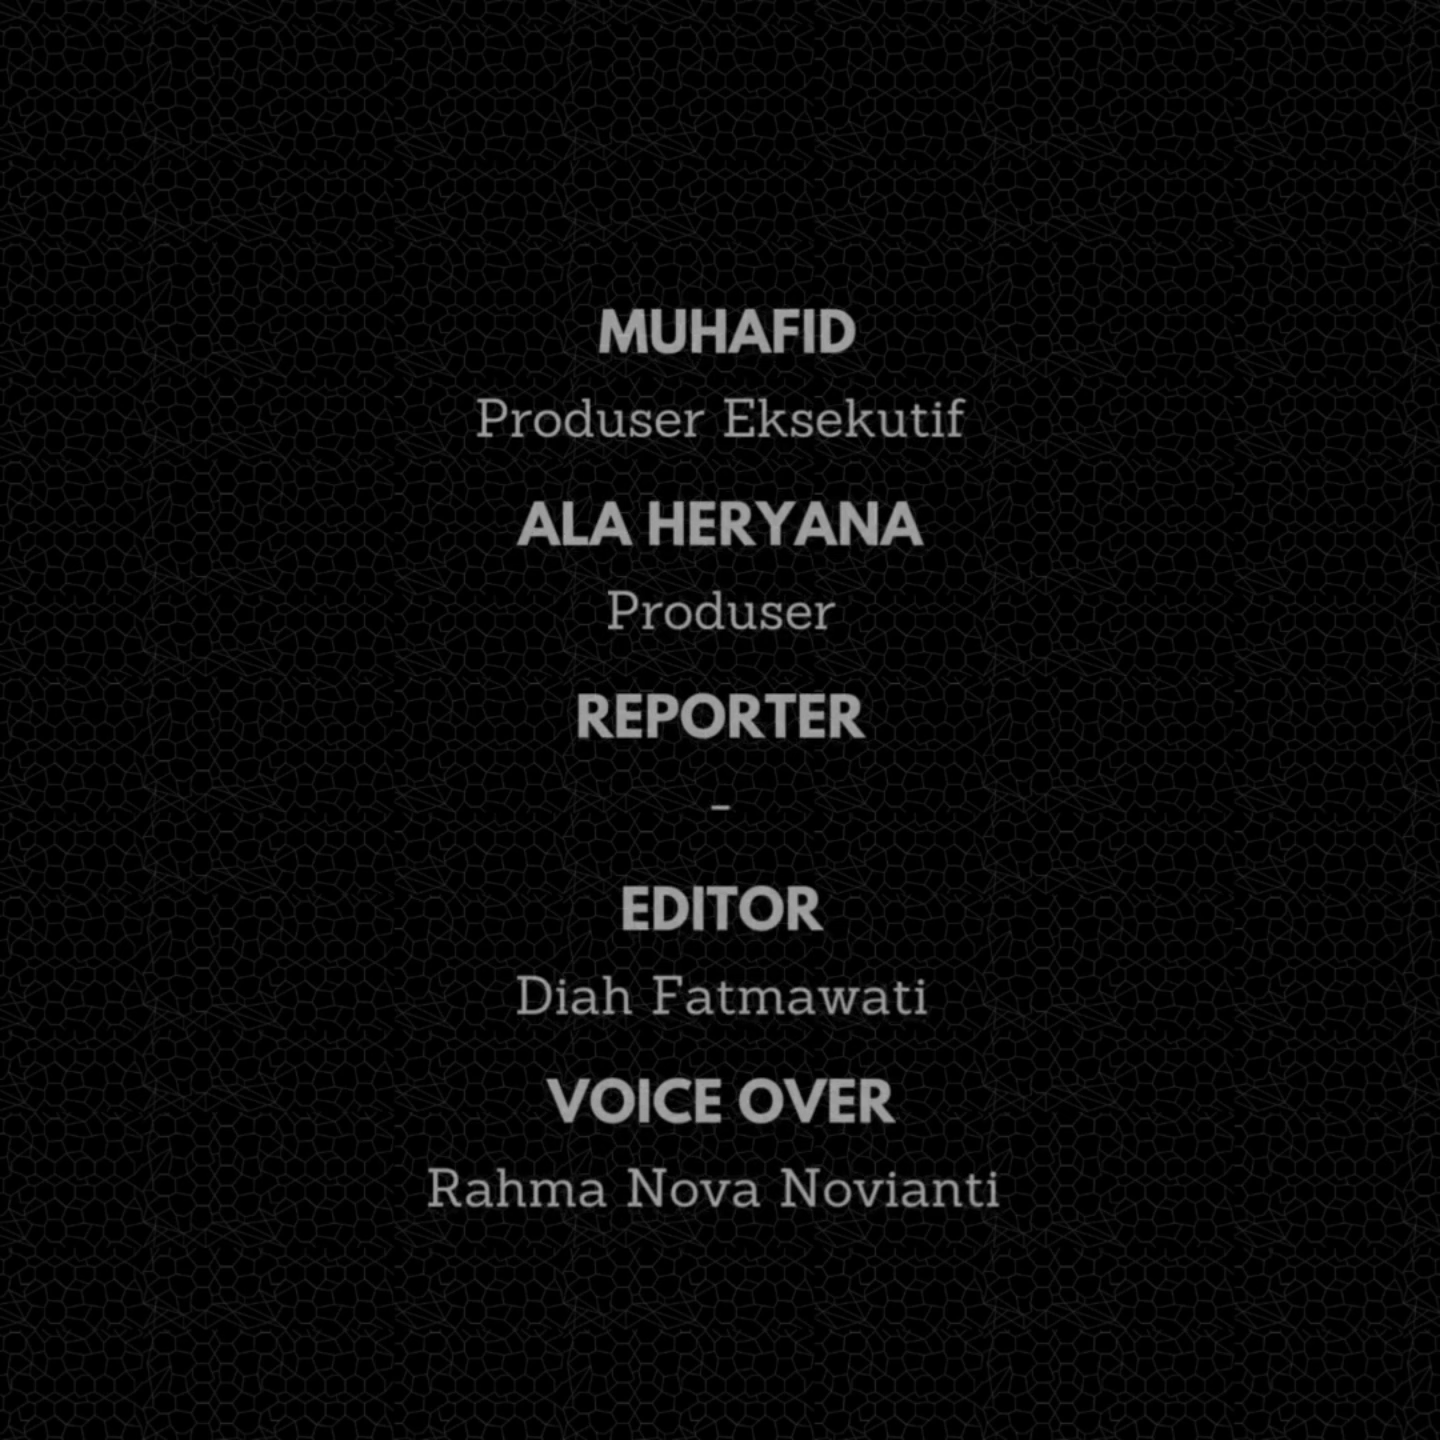 MUHAFID
Produser Eksekutif
ALA HERYANA
Produser
REPORTER
-
EDITOR
Diah Fatmawati
VOICE OVER
Rahma Nova Novianti